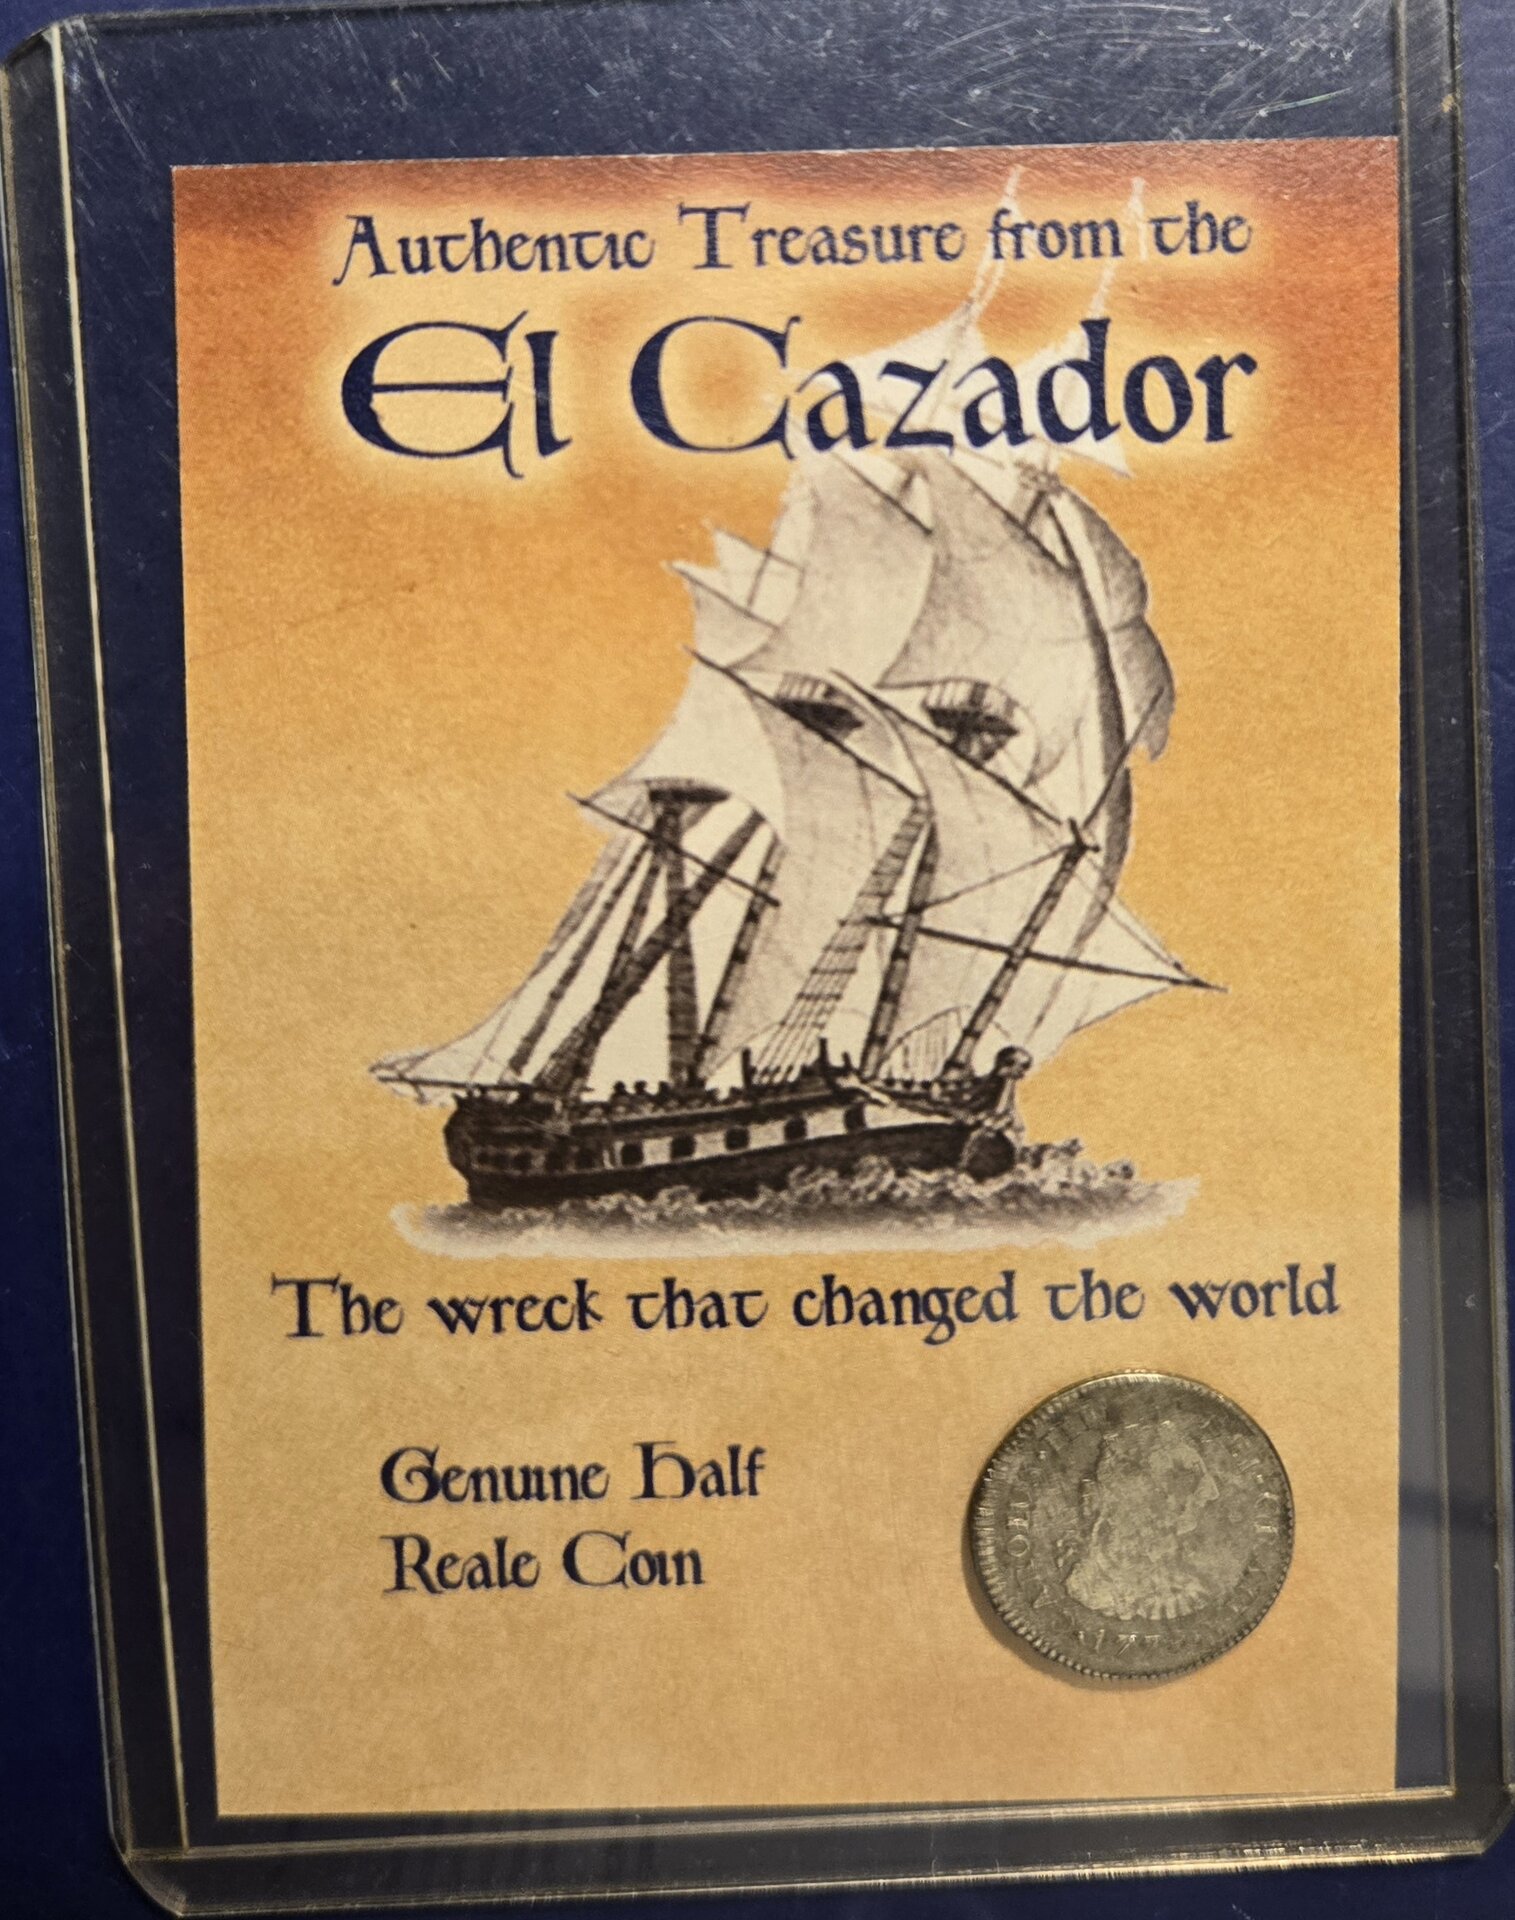 Authentic Treasure from the
El Cazador
The wreck that changed the world
Genuine Half
Reale Coin